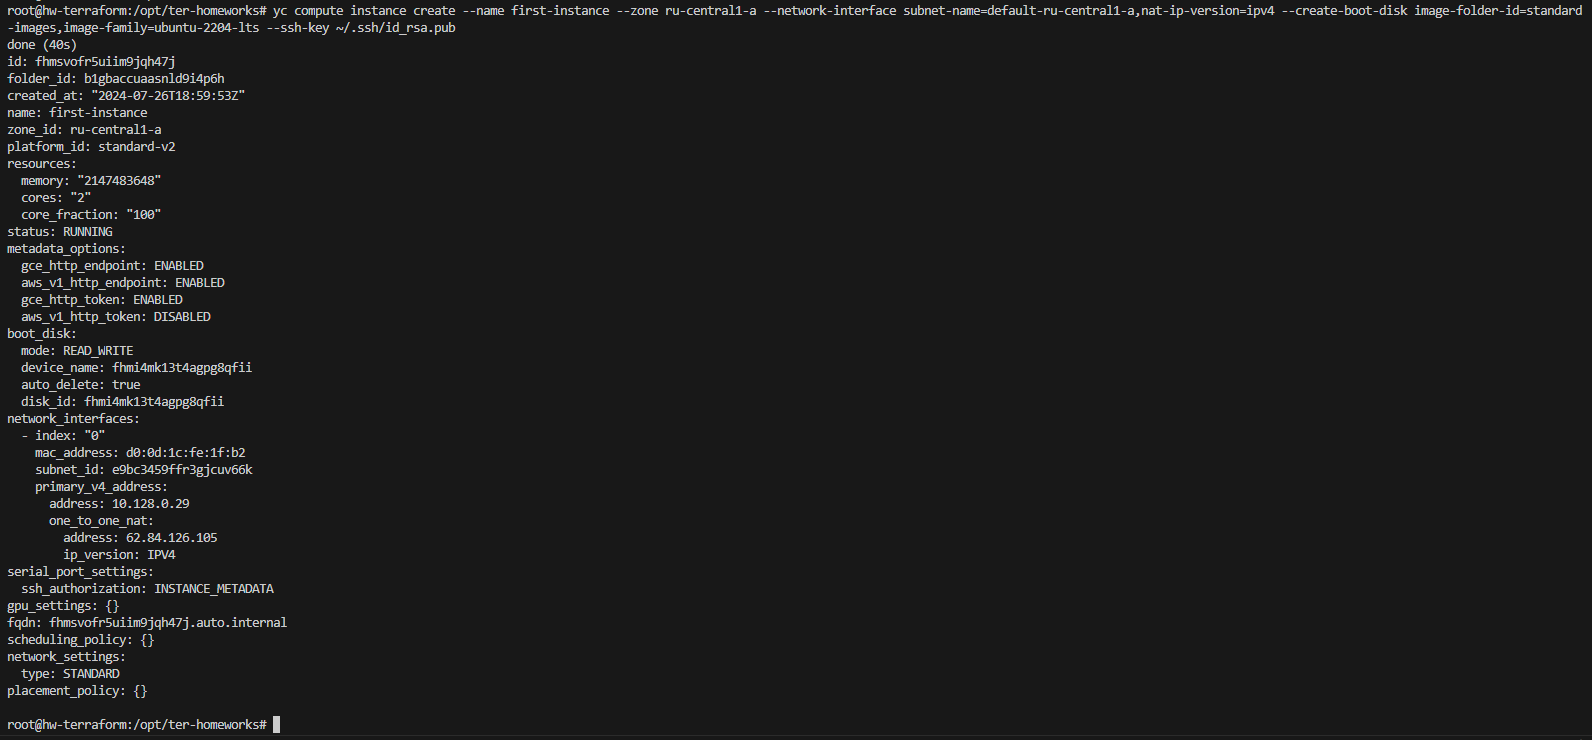 root@hw-terraform:/opt/ter-homeworks# yc compute instance create --name first-instance --zone ru-central1-a --network-interface subnet-name=default-ru-central1-a,nat-ip-version=ipv4 --create-boot-disk image-folder-id=standard
-images,image-family=ubuntu-2204-lts --ssh-key ~/.ssh/id_rsa.pub
done (40s)
id: fhmsvofr5uiim9jqh47j
folder_id: b1gbaccuaasnld9i4p6h
created_at: "2024-07-26T18:59:53Z"
name: first-instance
zone_id: ru-central1-a
platform_id: standard-v2
resources:
  memory: "2147483648"
  cores: "2"
  core_fraction: "100"
status: RUNNING
metadata_options:
  gce_http_endpoint: ENABLED
  aws_v1_http_endpoint: ENABLED
  gce_http_token: ENABLED
  aws_v1_http_token: DISABLED
boot_disk:
  mode: READ_WRITE
  device_name: fhmi4mk13t4agpg8qfii
  auto_delete: true
  disk_id: fhmi4mk13t4agpg8qfii
network_interfaces:
  - index: "0"
    mac_address: d0:0d:1c:fe:1f:b2
    subnet_id: e9bc3459ffr3gjcuv66k
    primary_v4_address:
      address: 10.128.0.29
      one_to_one_nat:
        address: 62.84.126.105
        ip_version: IPV4
serial_port_settings:
  ssh_authorization: INSTANCE_METADATA
gpu_settings: {}
fqdn: fhmsvofr5uiim9jqh47j.auto.internal
scheduling_policy: {}
network_settings:
  type: STANDARD
placement_policy: {}
root@hw-terraform:/opt/ter-homeworks#